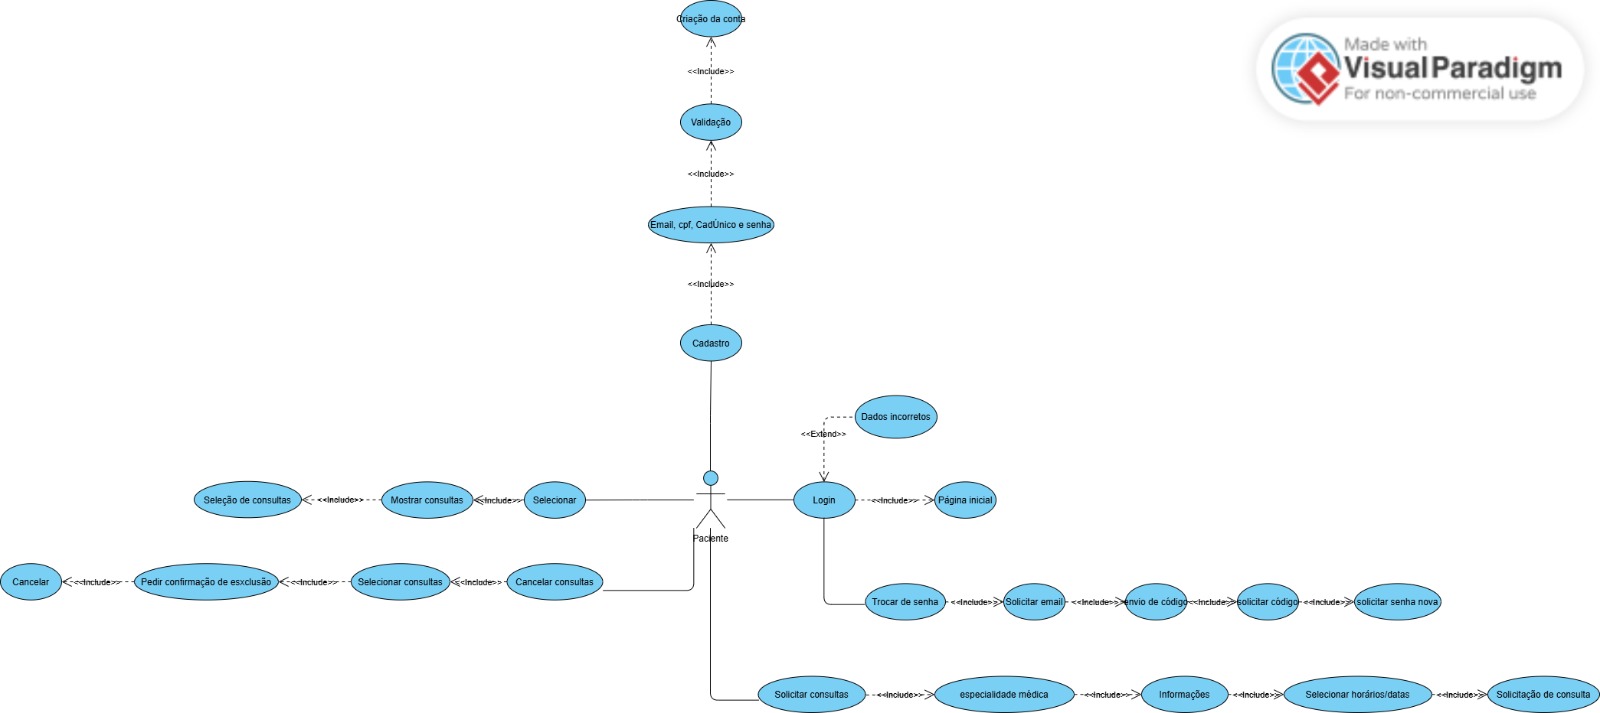 Criação da conta
<<Include>>
Made with
Visual Paradigm
For non-commercial use
Validação
<<Include>>
Email, cpf, CadÚnico e senha
<<Include>>
Cadastro
Dados incorretos
<<Extend>>
Seleção de consultas
<<Include>>
Mostrar consultas
<<Include>>
Selecionar
Login
<<Include>>
Página inicial
Paciente
Cancelar
<<Include>>
Pedir confirmação de esxclusão
<<Include>>
Selecionar consultas
<<Include>>
Cancelar consultas
Trocar de senha
<<Include>>
Solicitar email
<<Include>>
envio de código
<<Include>>
solicitar código
<<Include>>
solicitar senha nova
Solicitar consultas
<<Include>>
especialidade médica
<<Include>>
Informações
<<Include>>
Selecionar horários/datas
<<Include>>
Solicitação de consulta